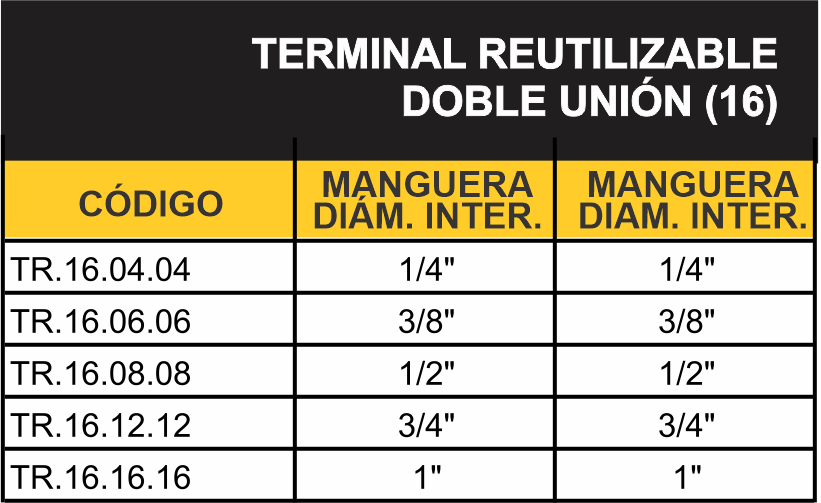 TERMINAL REUTILIZABLE
DOBLE UNIÓN (16)
CÓDIGO MANGUERA DIÁM. INTER. MANGUERA DIAM. INTER.
TR.16.04.04 1/4" 1/4"
TR.16.06.06 3/8" 3/8"
TR.16.08.08 1/2" 1/2"
TR.16.12.12 3/4" 3/4"
TR.16.16.16 1" 1"